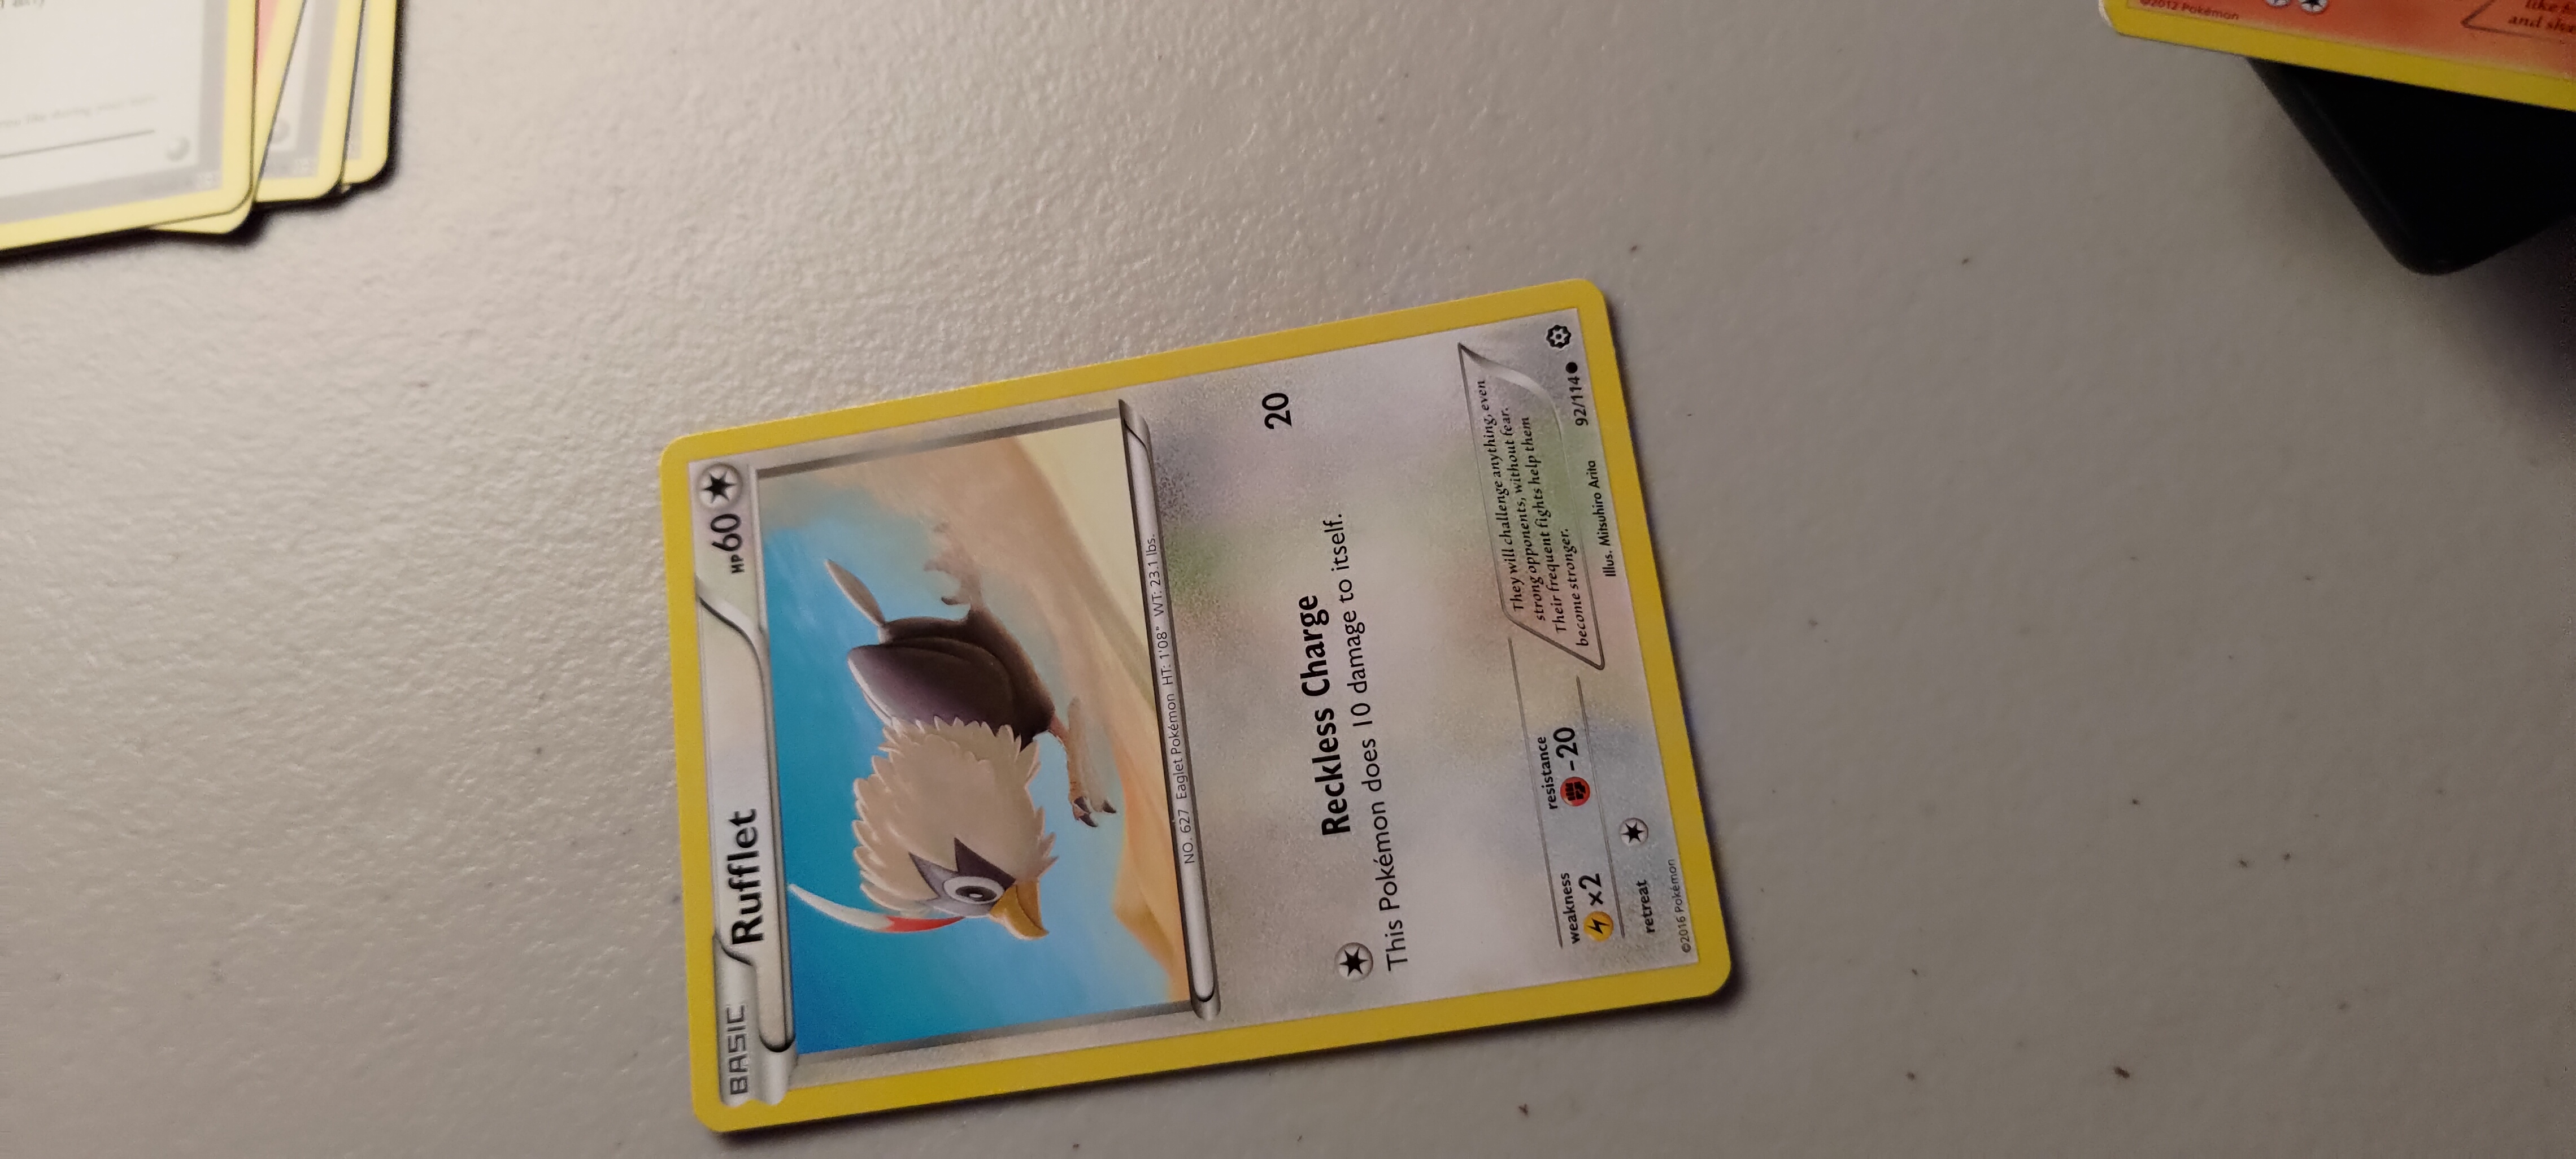 BASIC
Rufflet
HP60
NO. 627 Eaglet Pokémon HT: 1'08" WT: 23.1 lbs.
Reckless Charge
20
This Pokémon does 10 damage to itself.
weakness
×2
resistance
-20
retreat
They will challenge anything, even
strong opponents, without fear.
Their frequent fights help them
become stronger.
Illus. Mitsuhiro Arita
92/114
©2016 Pokémon
©2012 Pokémon